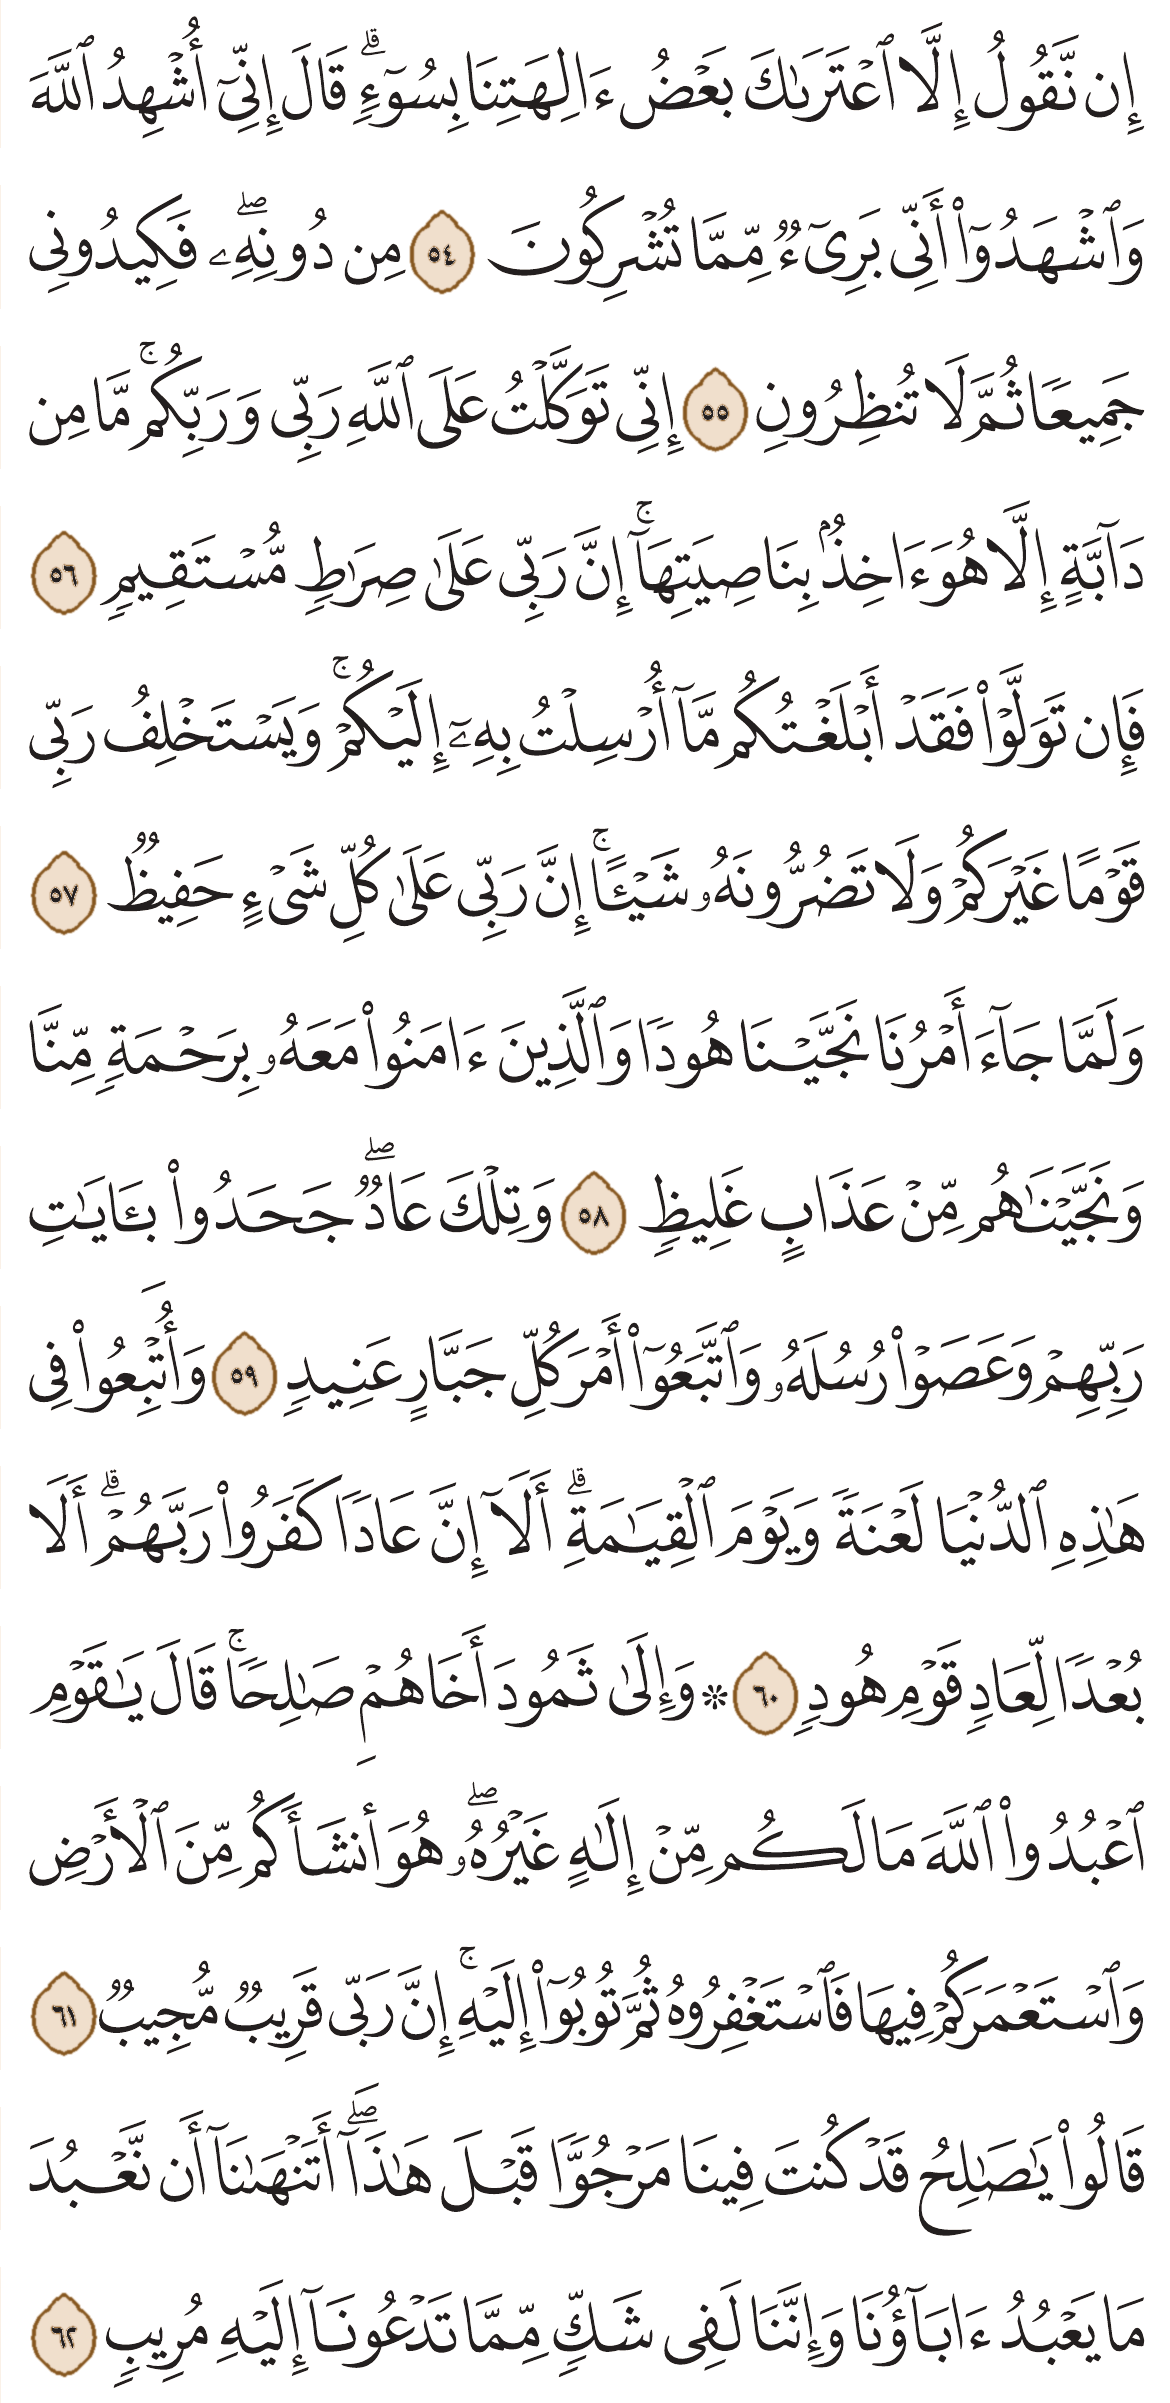 إِن نَّقُولُ إِلَّا ٱعْتَرَىٰكَ بَعْضُ ءَالِهَتِنَا بِسُوٓءٍۗ قَالَ إِنِّىٓ أُشْهِدُ ٱللَّهَ
وَٱشْهَدُوٓا۟ أَنِّى بَرِىٓءٌ مِّمَّا تُشْرِكُونَ ٥٤ مِن دُونِهِۦۖ فَكِيدُونِى
جَمِيعًا ثُمَّ لَا تُنظِرُونِ ٥٥ إِنِّى تَوَكَّلْتُ عَلَى ٱللَّهِ رَبِّى وَرَبِّكُمۚ مَّا مِن
دَآبَّةٍ إِلَّا هُوَ ءَاخِذٌۢ بِنَاصِيَتِهَآۚ إِنَّ رَبِّى عَلَىٰ صِرَٰطٍ مُّسْتَقِيمٍ ٥٦
فَإِن تَوَلَّوْا۟ فَقَدْ أَبْلَغْتُكُم مَّآ أُرْسِلْتُ بِهِۦٓ إِلَيْكُمْۚ وَيَسْتَخْلِفُ رَبِّى
قَوْمًا غَيْرَكُمْ وَلَا تَضُرُّونَهُۥ شَيْـًٔاۚ إِنَّ رَبِّى عَلَىٰ كُلِّ شَىْءٍ حَفِيظٌ ٥٧
وَلَمَّا جَآءَ أَمْرُنَا نَجَّيْنَا هُودًا وَٱلَّذِينَ ءَامَنُوا۟ مَعَهُۥ بِرَحْمَةٍ مِّنَّا
وَنَجَّيْنَٰهُم مِّنْ عَذَابٍ غَلِيظٍ ٥٨ وَتِلْكَ عَادٌۖ جَحَدُوا۟ بِـَٔايَٰتِ
رَبِّهِمْ وَعَصَوْا۟ رُسُلَهُۥ وَٱتَّبَعُوٓا۟ أَمْرَ كُلِّ جَبَّارٍ عَنِيدٍ ٥٩ وَأُتْبِعُوا۟ فِى
هَٰذِهِ ٱلدُّنْيَا لَعْنَةً وَيَوْمَ ٱلْقِيَٰمَةِۗ أَلَآ إِنَّ عَادًا كَفَرُوا۟ رَبَّهُمْۗ أَلَا
بُعْدًا لِّعَادٍ قَوْمِ هُودٍ ٦٠ ۞ وَإِلَىٰ ثَمُودَ أَخَاهُمْ صَٰلِحًاۚ قَالَ يَٰقَوْمِ
ٱعْبُدُوا۟ ٱللَّهَ مَا لَكُم مِّنْ إِلَٰهٍ غَيْرُهُۥۖ هُوَ أَنشَأَكُم مِّنَ ٱلْأَرْضِ
وَٱسْتَعْمَرَكُمْ فِيهَا فَٱسْتَغْفِرُوهُ ثُمَّ تُوبُوٓا۟ إِلَيْهِۚ إِنَّ رَبِّى قَرِيبٌ مُّجِيبٌ ٦١
قَالُوا۟ يَٰصَٰلِحُ قَدْ كُنتَ فِينَا مَرْجُوًّا قَبْلَ هَٰذَآۖ أَتَنْهَىٰنَآ أَن نَّعْبُدَ
مَا يَعْبُدُ ءَابَآؤُنَا وَإِنَّنَا لَفِى شَكٍّ مِّمَّا تَدْعُونَآ إِلَيْهِ مُرِيبٍ ٦٢